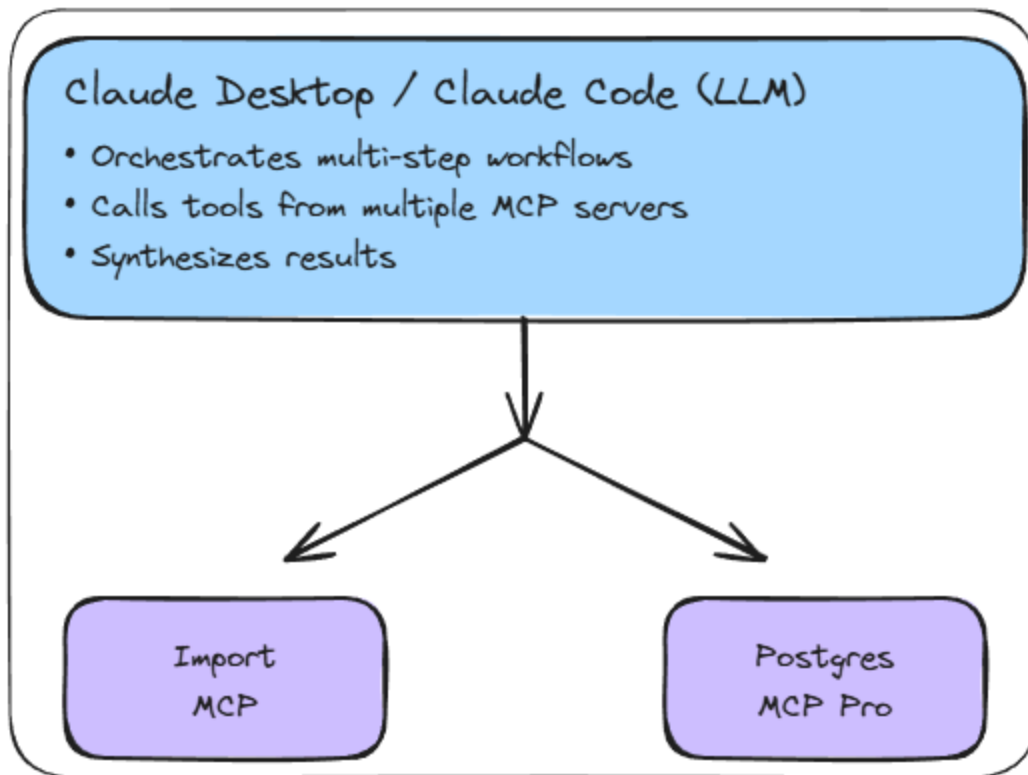 Claude Desktop / Claude Code (LLM)
• Orchestrates multi-step workflows
• Calls tools from multiple MCP servers
• Synthesizes results
Import
MCP
Postgres
MCP Pro